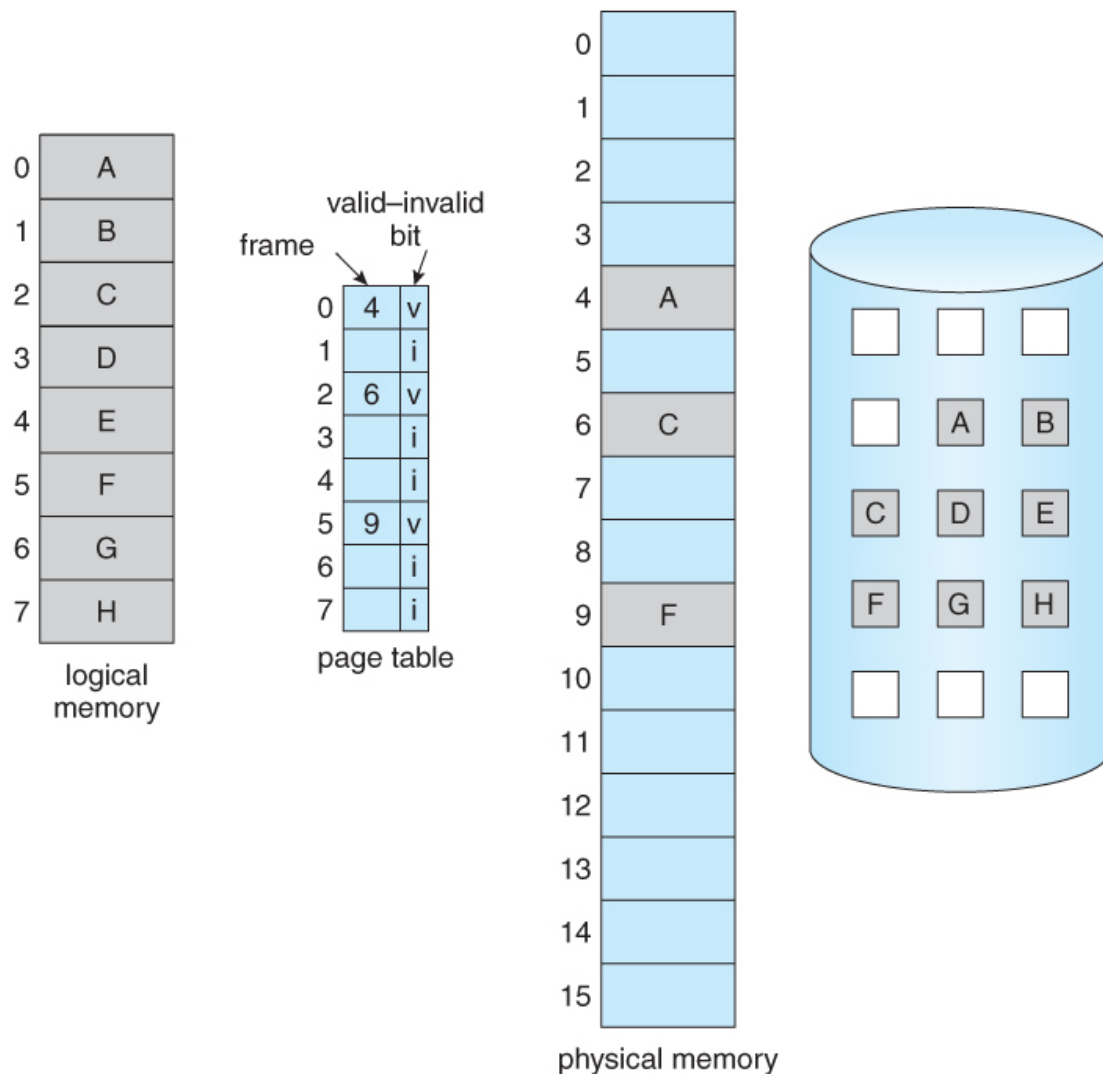 0 A
1 B
2 C
3 D
4 E
5 F
6 G
7 H
logical
memory
valid–invalid
bit
frame
0 4 v
1 i
2 6 v
3 i
4 i
5 9 v
6 i
7 i
page table
0
1
2
3
4 A
5
6 C
7
8
9 F
10
11
12
13
14
15
physical memory
A B
C D E
F G H